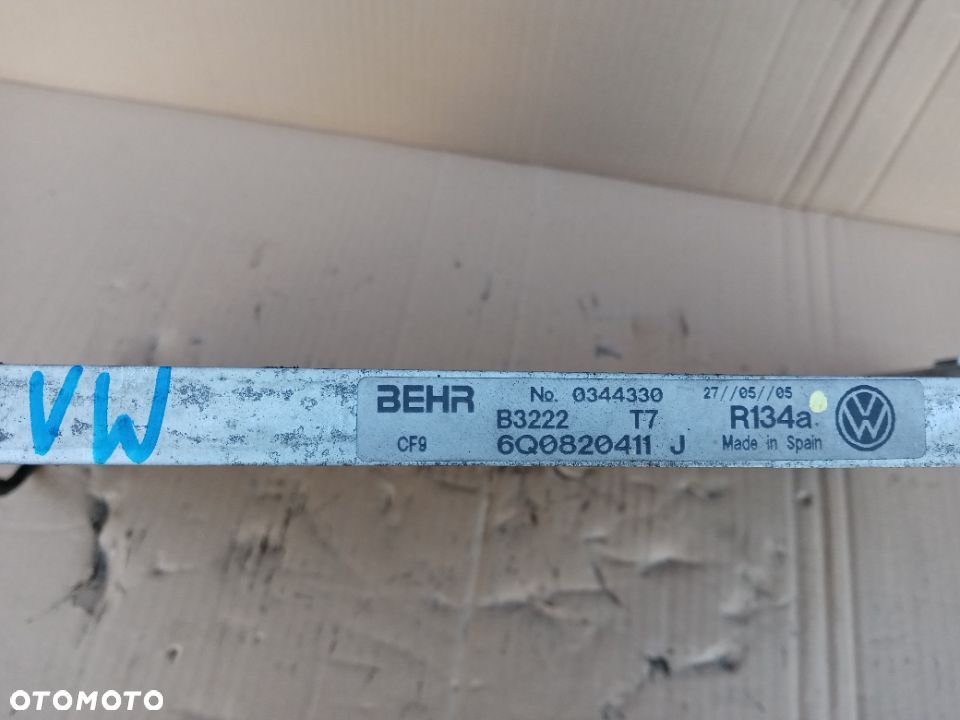 VW
BEHR No. 0344330 27//05//05
B3222 T7 R134a
CF9 6Q0820411 J Made in Spain
OTOMOTO